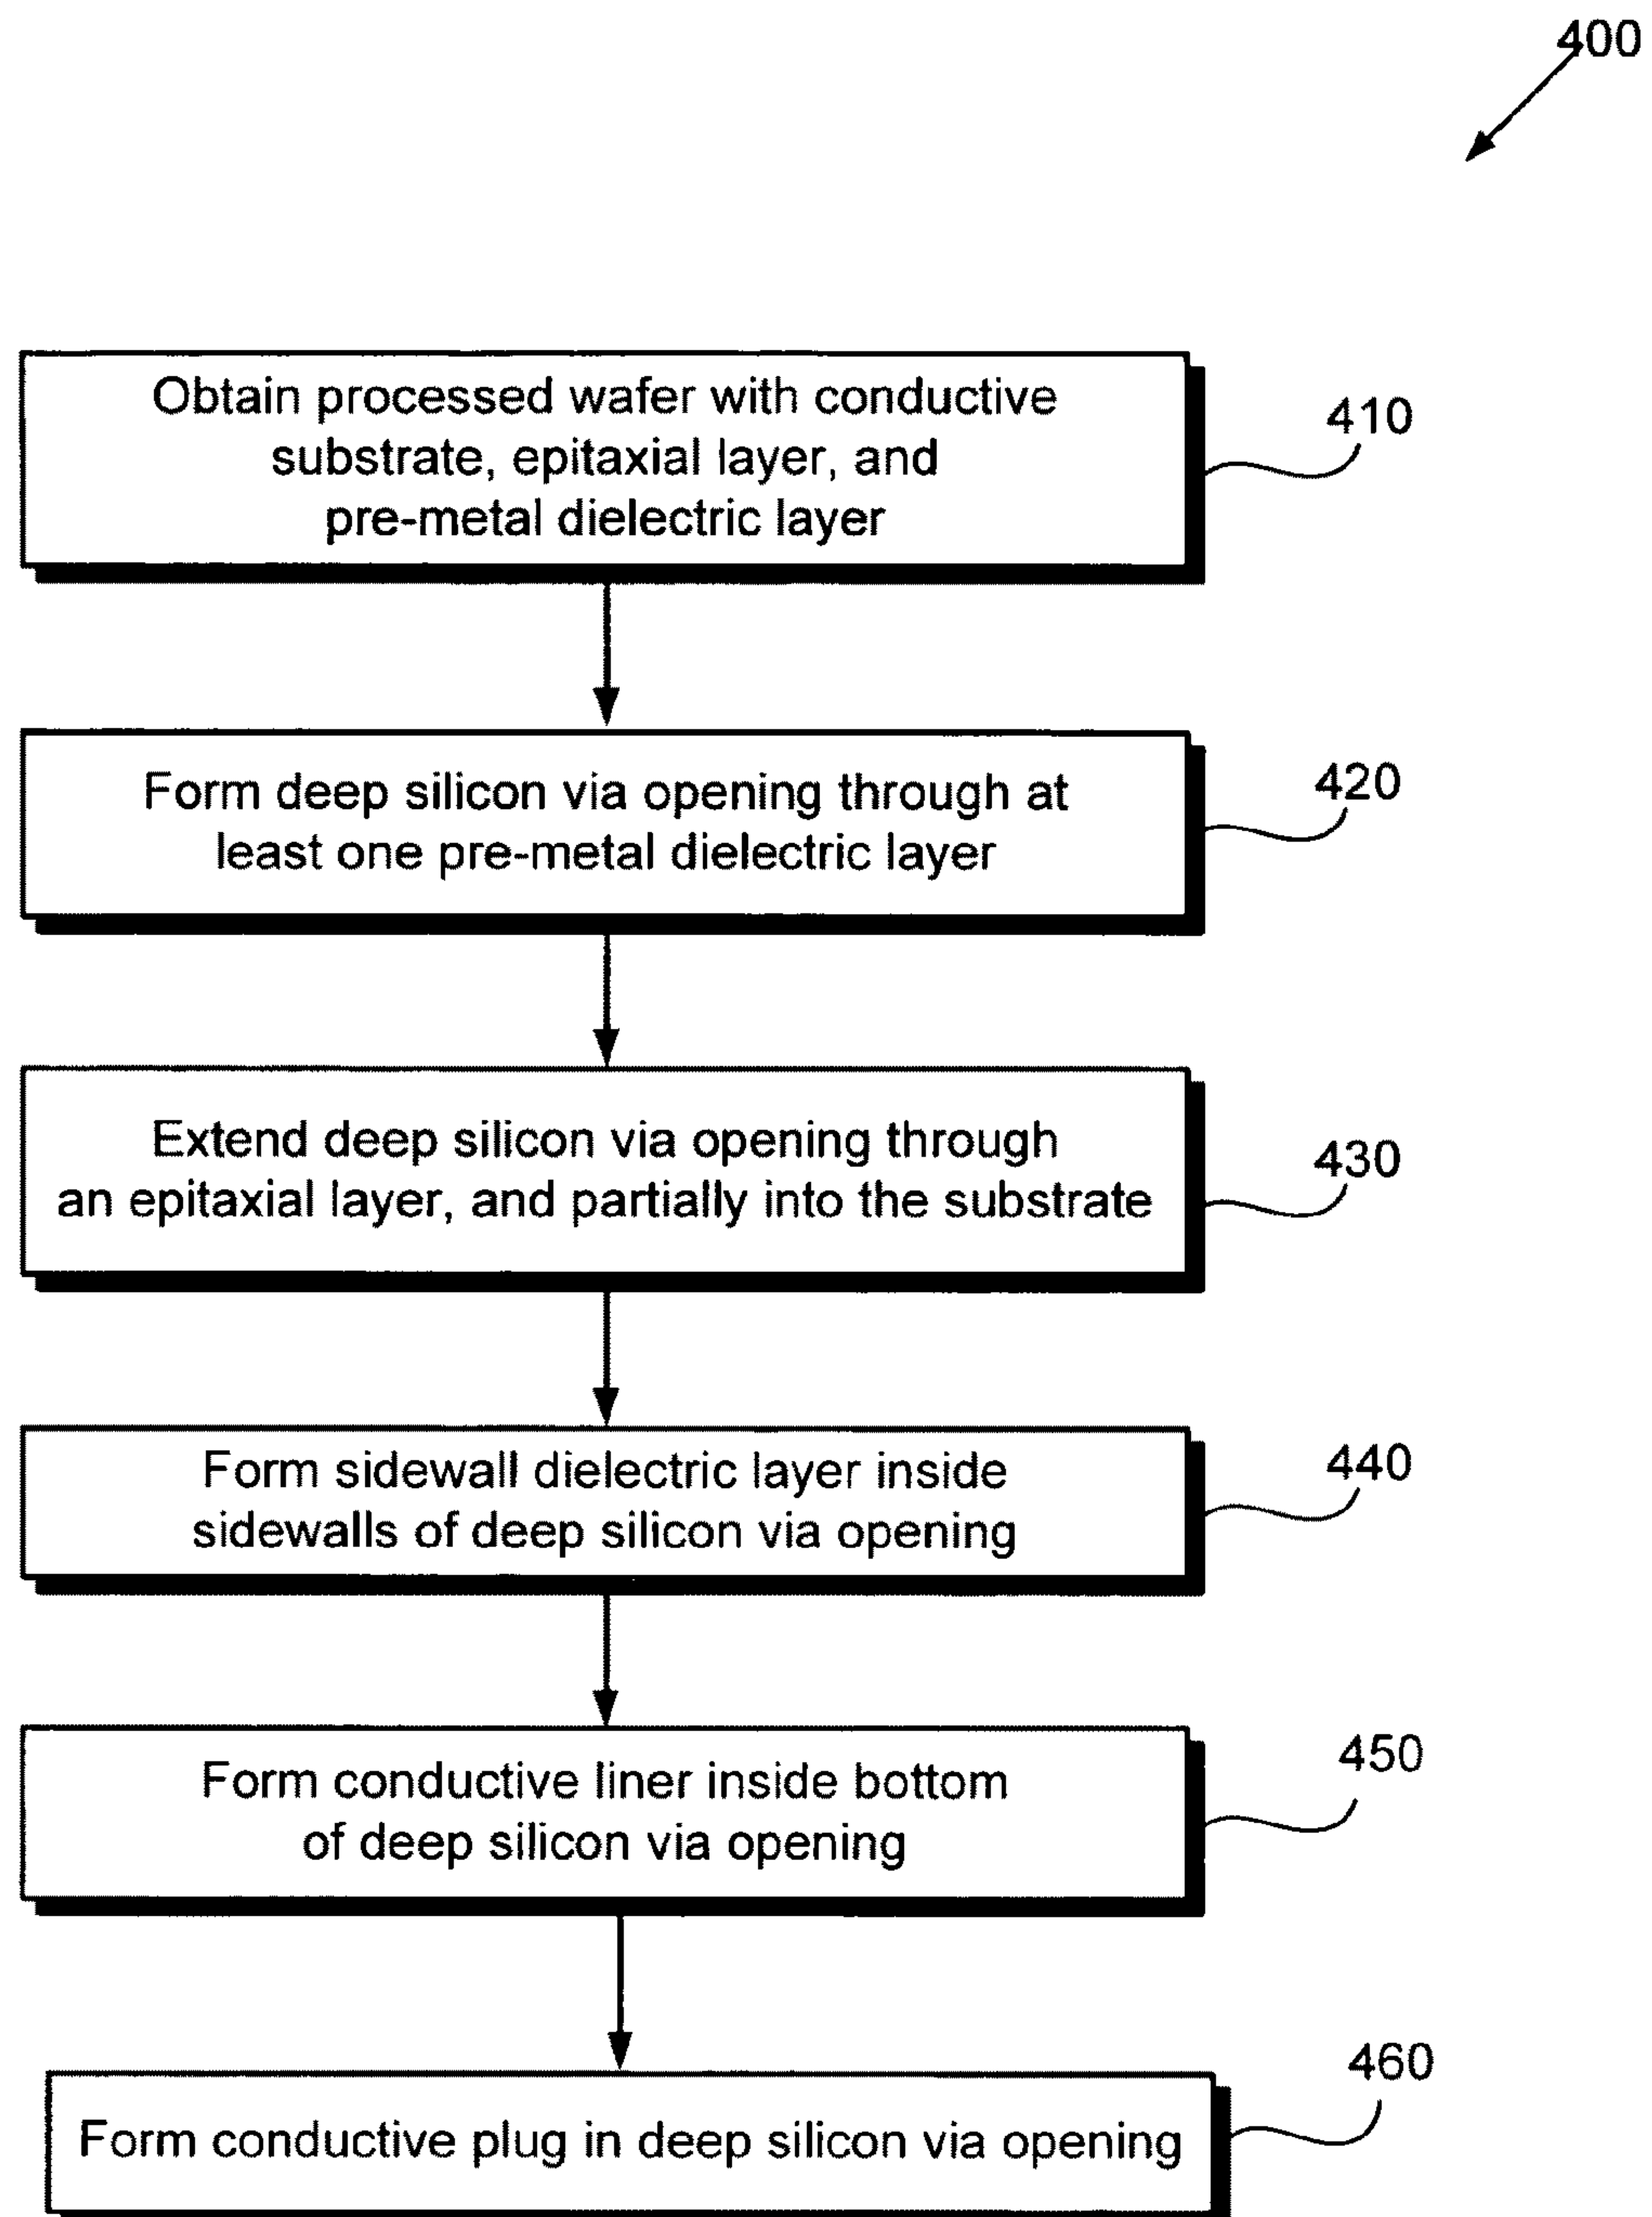 400
Obtain processed wafer with conductive
substrate, epitaxial layer, and
pre-metal dielectric layer
410
Form deep silicon via opening through at
least one pre-metal dielectric layer
420
Extend deep silicon via opening through
an epitaxial layer, and partially into the substrate
430
Form sidewall dielectric layer inside
sidewalls of deep silicon via opening
440
Form conductive liner inside bottom
of deep silicon via opening
450
Form conductive plug in deep silicon via opening
460